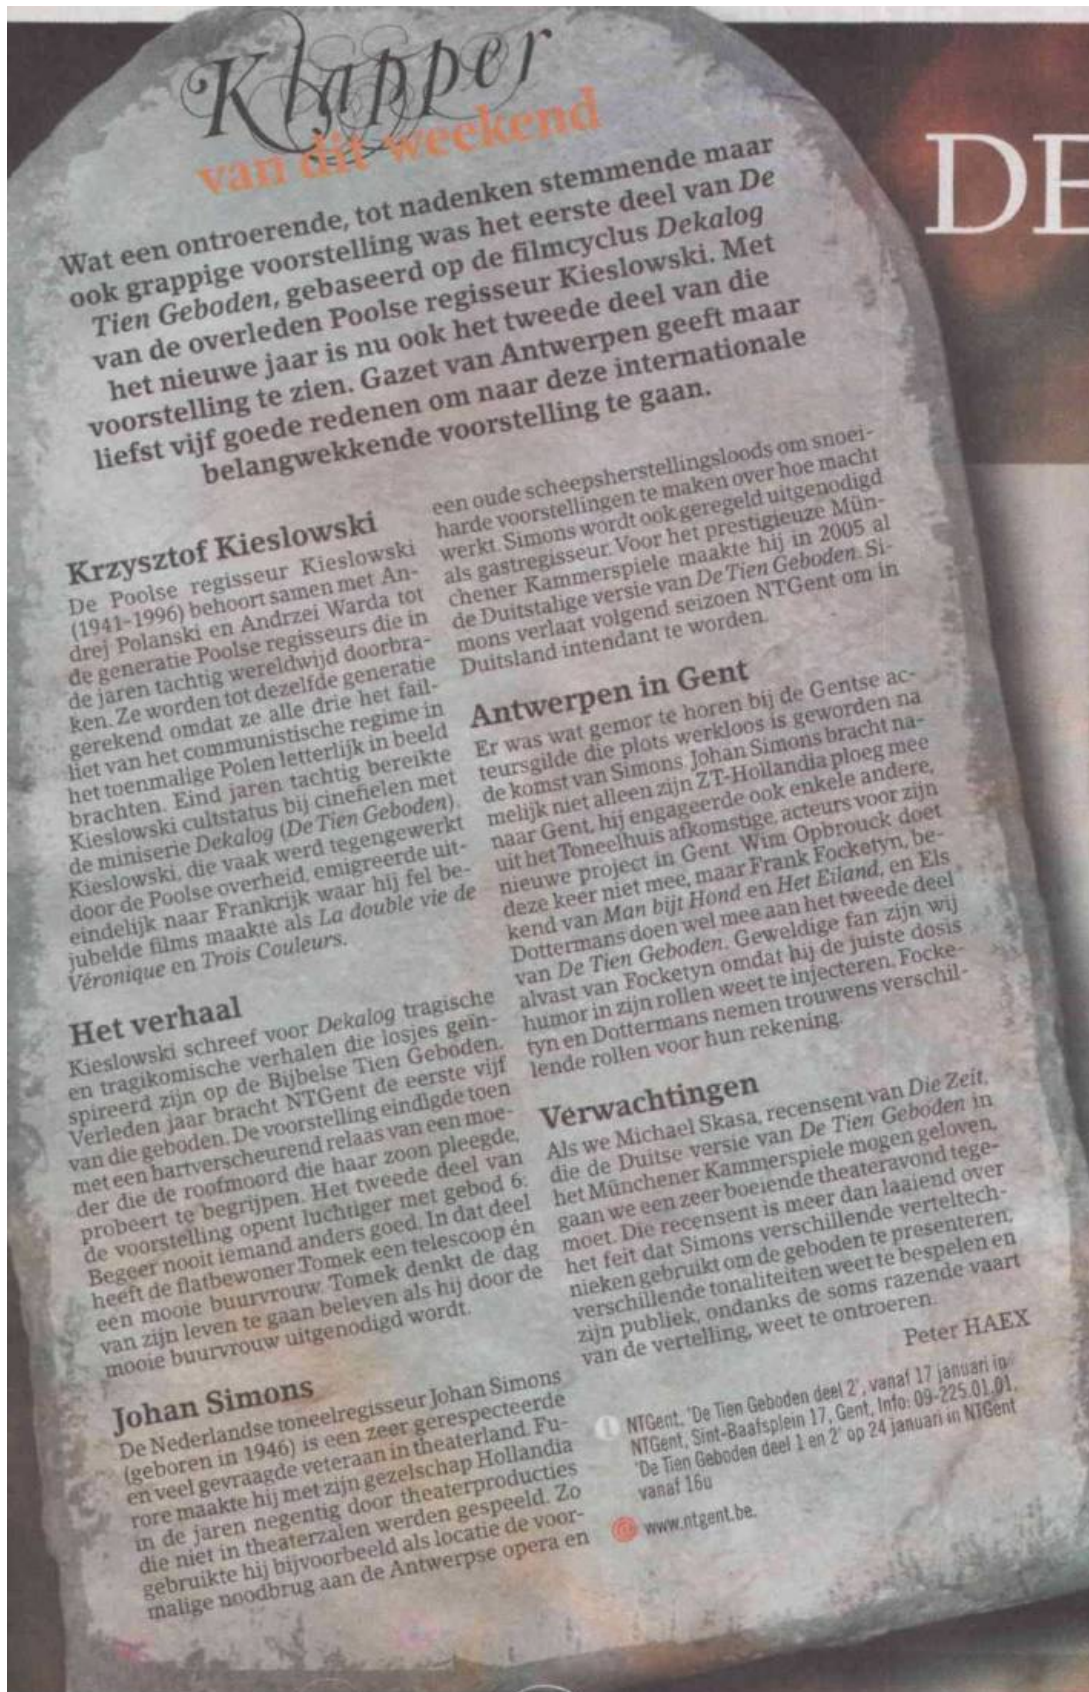 Klapper
van dit weekend
DE
Wat een ontroerende, tot nadenken stemmende maar
ook grappige voorstelling was het eerste deel van De
Tien Geboden, gebaseerd op de filmcyclus Dekalog
van de overleden Poolse regisseur Kieslowski. Met
het nieuwe jaar is nu ook het tweede deel van die
voorstelling te zien. Gazet van Antwerpen geeft maar
liefst vijf goede redenen om naar deze internationale
belangwekkende voorstelling te gaan.
Krzysztof Kieslowski
De Poolse regisseur Kieslowski
(1941-1996) behoort samen met An-
drej Polanski en Andrzei Warda tot
de generatie Poolse regisseurs die in
de jaren tachtig wereldwijd doorbra-
ken. Ze worden tot dezelfde generatie
gerekend omdat ze alle drie het fail-
liet van het communistische regime in
het toenmalige Polen letterlijk in beeld
brachten. Eind jaren tachtig bereikte
Kieslowski cultstatus bij cinefielen met
de miniserie Dekalog (De Tien Geboden).
Kieslowski, die vaak werd tegengewerkt
door de Poolse overheid, emigreerde uit-
eindelijk naar Frankrijk waar hij fel be-
jubelde films maakte als La double vie de
Véronique en Trois Couleurs.
Het verhaal
Kieslowski schreef voor Dekalog tragische
en tragikomische verhalen die losjes geïn-
spireerd zijn op de Bijbelse Tien Geboden.
Verleden jaar bracht NTGent de eerste vijf
van die geboden. De voorstelling eindigde toen
met een hartverscheurend relaas van een moe-
der die de roofmoord die haar zoon pleegde,
probeert te begrijpen. Het tweede deel van
de voorstelling opent luchtiger met gebod 6:
Begeer nooit iemand anders goed. In dat deel
heeft de flatbewoner Tomek een telescoop én
een mooie buurvrouw. Tomek denkt de dag
van zijn leven te gaan beleven als hij door de
mooie buurvrouw uitgenodigd wordt.
Johan Simons
De Nederlandse toneelregisseur Johan Simons
(geboren in 1946) is een zeer gerespecteerde
en veel gevraagde veteraan in theaterland. Fu-
rore maakte hij met zijn gezelschap Hollandia
in de jaren negentig door theaterproducties
die niet in theaterzalen werden gespeeld. Zo
gebruikte hij bijvoorbeeld als locatie de voor-
malige noodbrug aan de Antwerpse opera en
een oude scheepsherstellingsloods om snoei-
harde voorstellingen te maken over hoe macht
werkt. Simons wordt ook geregeld uitgenodigd
als gastregisseur. Voor het prestigieuze Mün-
chener Kammerspiele maakte hij in 2005 al
de Duitstalige versie van De Tien Geboden. Si-
mons verlaat volgend seizoen NTGent om in
Duitsland intendant te worden.
Antwerpen in Gent
Er was wat gemor te horen bij de Gentse ac-
teursgilde die plots werkloos is geworden na
de komst van Simons. Johan Simons bracht na-
melijk niet alleen zijn ZT-Hollandia ploeg mee
naar Gent, hij engageerde ook enkele andere,
uit het Toneelhuis afkomstige, acteurs voor zijn
nieuwe project in Gent. Wim Opbrouck doet
deze keer niet mee, maar Frank Focketyn, be-
kend van Man bijt Hond en Het Eiland, en Els
Dottermans doen wel mee aan het tweede deel
van De Tien Geboden. Geweldige fan zijn wij
alvast van Focketyn omdat hij de juiste dosis
humor in zijn rollen weet te injecteren. Focke-
tyn en Dottermans nemen trouwens verschil-
lende rollen voor hun rekening.
Verwachtingen
Als we Michael Skasa, recensent van Die Zeit,
die de Duitse versie van De Tien Geboden in
het Münchener Kammerspiele mogen geloven,
gaan we een zeer boeiende theateravond tege-
moet. Die recensent is meer dan laaiend over
het feit dat Simons verschillende verteltech-
nieken gebruikt om de geboden te presenteren,
verschillende tonaliteiten weet te bespelen en
zijn publiek, ondanks de soms razende vaart
van de vertelling, weet te ontroeren.
Peter HAEX
NTGent, 'De Tien Geboden deel 2', vanaf 17 januari in
NTGent, Sint-Baafsplein 17, Gent, Info: 09-225.01.01.
'De Tien Geboden deel 1 en 2' op 24 januari in NTGent
vanaf 16u
@ www.ntgent.be.